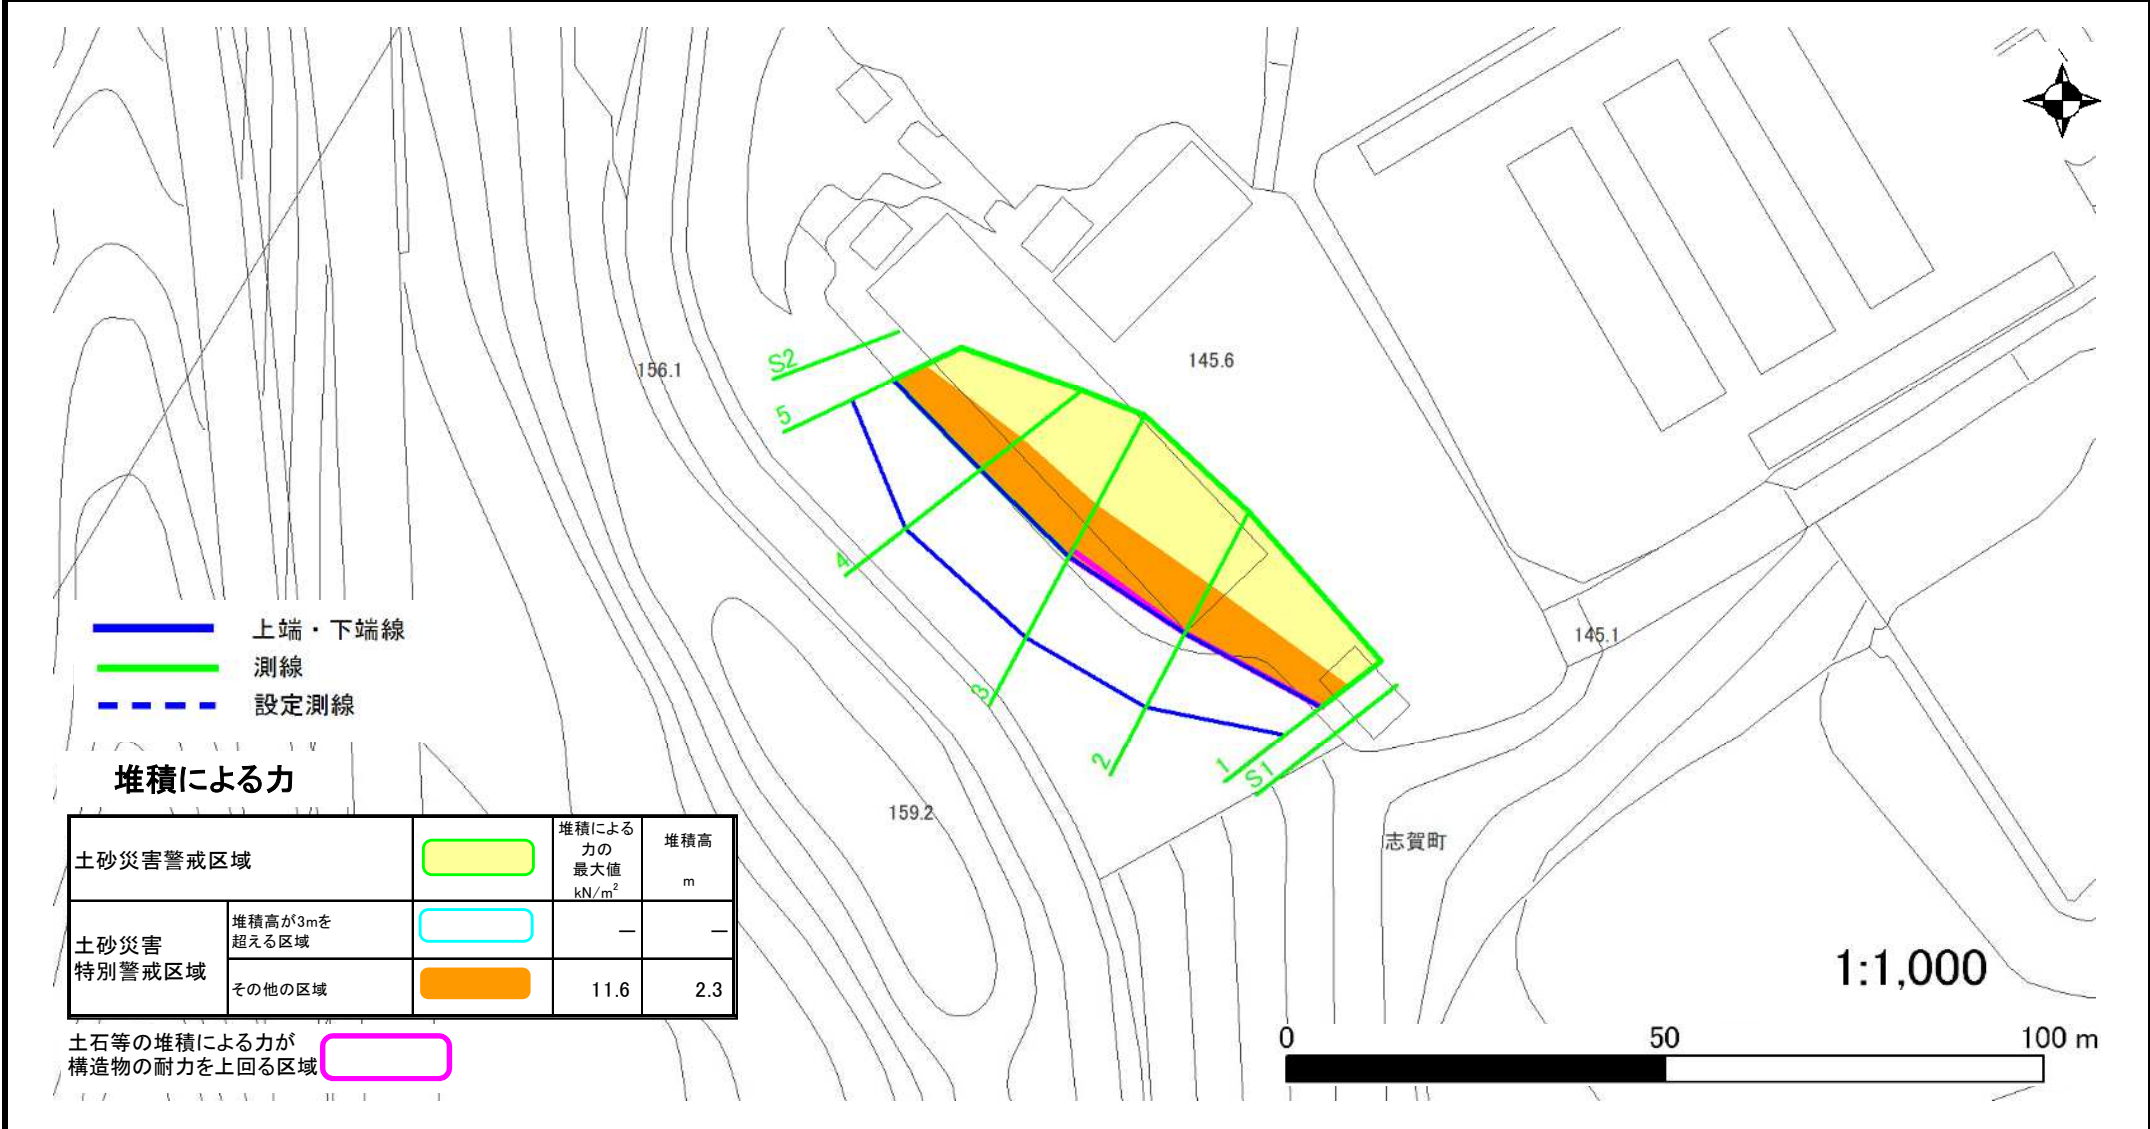 156.1
145.6
S2
5
4
3
2
1
S1
145.1
159.2
志賀町
上端・下端線
測線
設定測線
堆積による力
土砂災害警戒区域
堆積による
力の
最大値
kN/m²
堆積高
m
土砂災害
特別警戒区域
堆積高が3mを
超える区域
—
—
その他の区域
11.6
2.3
土石等の堆積による力が
構造物の耐力を上回る区域
1:1,000
0
50
100 m